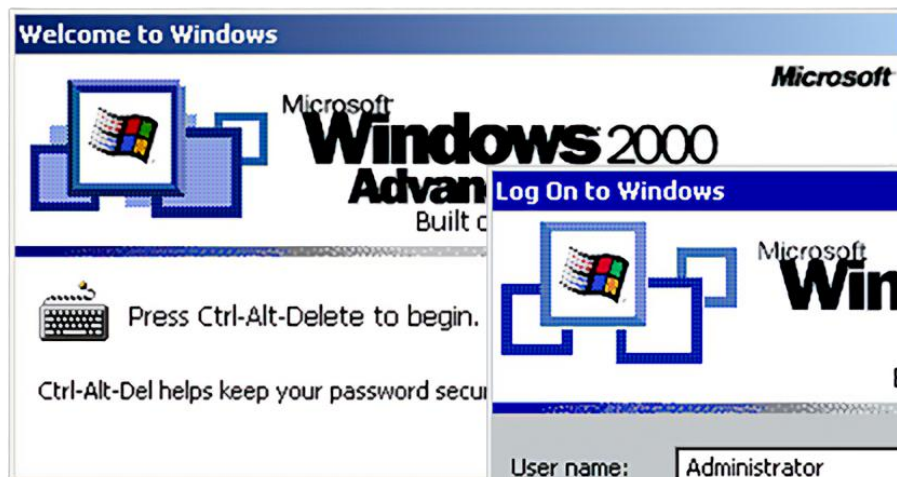 Welcome to Windows
Microsoft
Microsoft
Windows 2000
Advan
Built o
Press Ctrl-Alt-Delete to begin.
Ctrl-Alt-Del helps keep your password secu
Log On to Windows
Microsoft
Win
User name:
Administrator